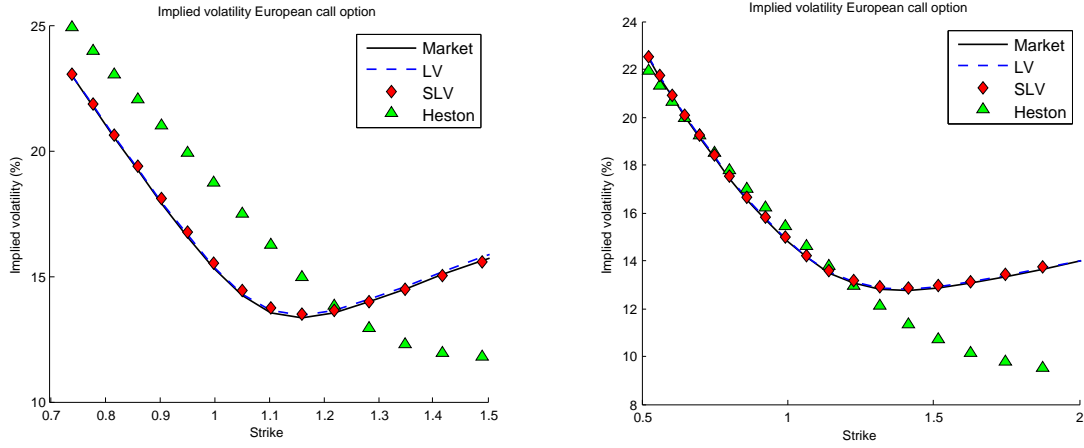 Implied volatility European call option
25
20
15
10
Implied volatility (%)
0.7 0.8 0.9 1 1.1 1.2 1.3 1.4 1.5
Strike
Market
LV
SLV
Heston
Implied volatility European call option
24
22
20
18
16
14
12
10
8
Implied volatility (%)
0.5 1 1.5 2
Strike
Market
LV
SLV
Heston